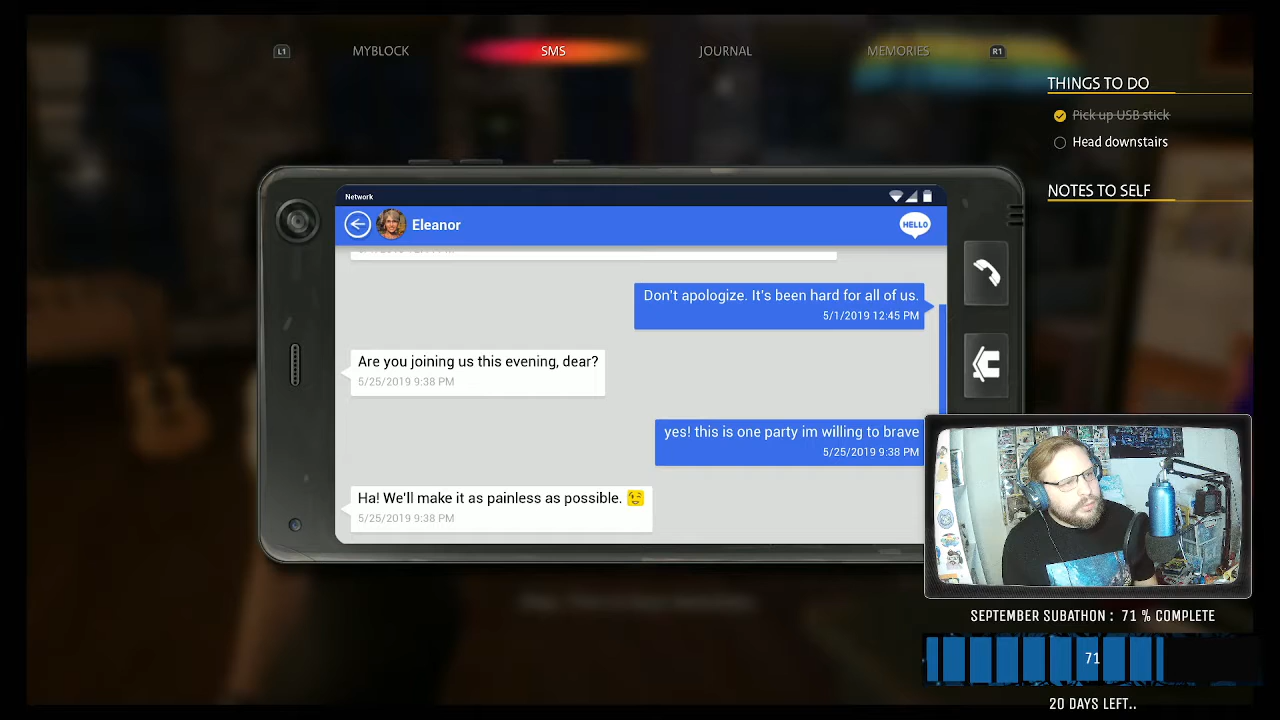 L1
MYBLOCK
SMS
JOURNAL
MEMORIES
R1
THINGS TO DO
Pick up USB stick
Head downstairs
NOTES TO SELF
Network
Eleanor
HELLO
Don't apologize. It's been hard for all of us.
5/1/2019 12:45 PM
Are you joining us this evening, dear?
5/25/2019 9:38 PM
yes! this is one party im willing to brave
5/25/2019 9:38 PM
Ha! We'll make it as painless as possible. 😉
5/25/2019 9:38 PM
SEPTEMBER SUBATHON : 71 % COMPLETE
71
20 DAYS LEFT..